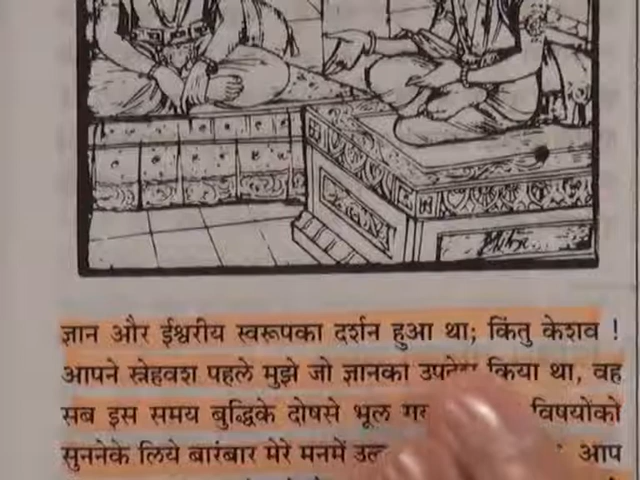 ज्ञान और ईश्वरीय स्वरूपका दर्शन हुआ था; किंतु केशव !
आपने स्नेहवश पहले मुझे जो ज्ञानका किया था, वह
सब इस समय बुद्धिके दोषसे भूल विषयोंको
सुननेके लिये बारंबार मेरे मनमें आप